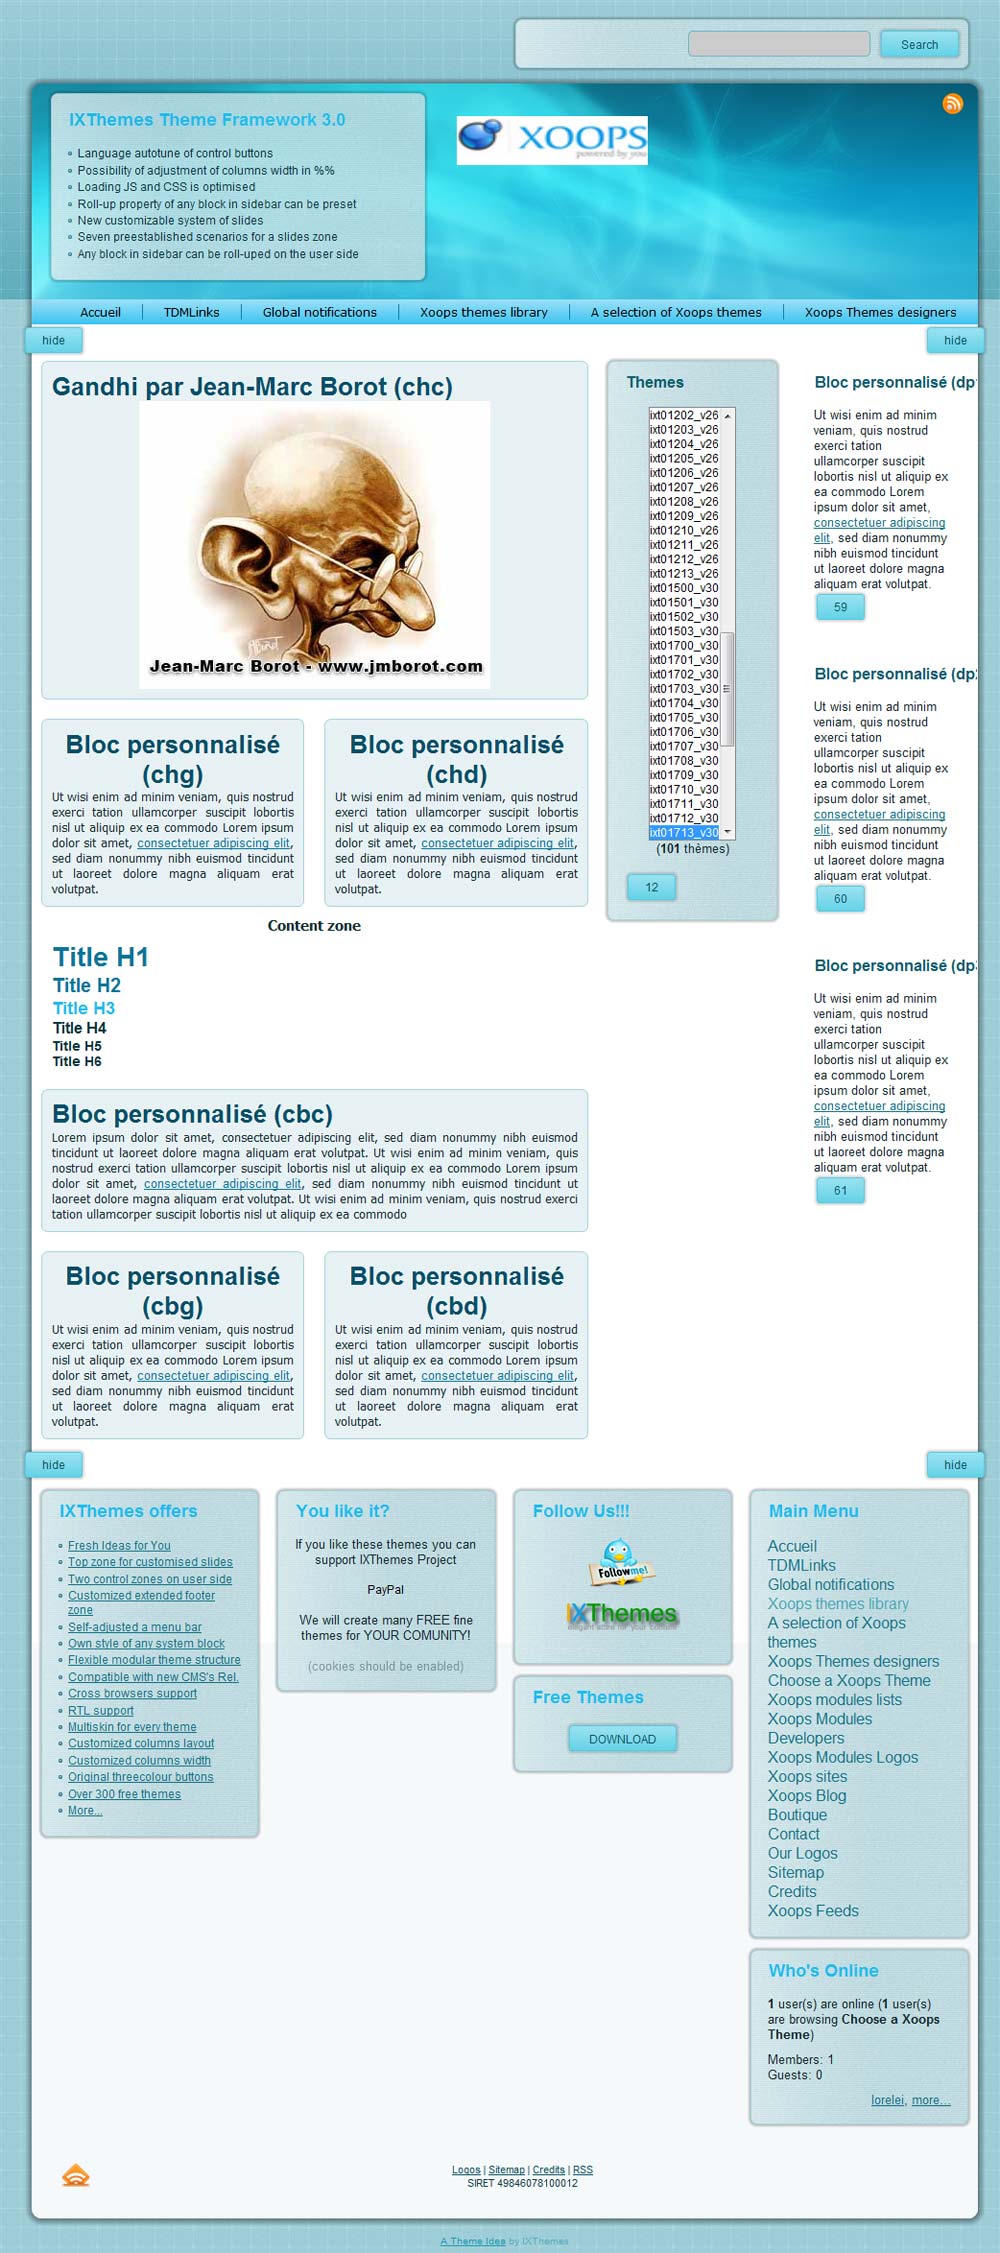 Search
IXThemes Theme Framework 3.0
Language autotune of control buttons
Possibility of adjustment of columns width in %%
Loading JS and CSS is optimised
Roll-up property of any block in sidebar can be preset
New customizable system of slides
Seven preestablished scenarios for a slides zone
Any block in sidebar can be roll-uped on the user side
XOOPS
powered by you
Accueil
TDMLinks
Global notifications
Xoops themes library
A selection of Xoops themes
Xoops Themes designers
hide
hide
Gandhi par Jean-Marc Borot (chc)
Jean-Marc Borot - www.jmborot.com
Bloc personnalisé
(chg)
Ut wisi enim ad minim veniam, quis nostrud
exerci tation ullamcorper suscipit lobortis
nisl ut aliquip ex ea commodo Lorem ipsum
dolor sit amet, consectetuer adipiscing elit,
sed diam nonummy nibh euismod tincidunt
ut laoreet dolore magna aliquam erat
volutpat.
Bloc personnalisé
(chd)
Ut wisi enim ad minim veniam, quis nostrud
exerci tation ullamcorper suscipit lobortis
nisl ut aliquip ex ea commodo Lorem ipsum
dolor sit amet, consectetuer adipiscing elit,
sed diam nonummy nibh euismod tincidunt
ut laoreet dolore magna aliquam erat
volutpat.
Content zone
Title H1
Title H2
Title H3
Title H4
Title H5
Title H6
Bloc personnalisé (cbc)
Lorem ipsum dolor sit amet, consectetuer adipiscing elit, sed diam nonummy nibh euismod
tincidunt ut laoreet dolore magna aliquam erat volutpat. Ut wisi enim ad minim veniam, quis
nostrud exerci tation ullamcorper suscipit lobortis nisl ut aliquip ex ea commodo Lorem ipsum
dolor sit amet, consectetuer adipiscing elit, sed diam nonummy nibh euismod tincidunt ut
laoreet dolore magna aliquam erat volutpat. Ut wisi enim ad minim veniam, quis nostrud exerci
tation ullamcorper suscipit lobortis nisl ut aliquip ex ea commodo
Bloc personnalisé
(cbg)
Ut wisi enim ad minim veniam, quis nostrud
exerci tation ullamcorper suscipit lobortis
nisl ut aliquip ex ea commodo Lorem ipsum
dolor sit amet, consectetuer adipiscing elit,
sed diam nonummy nibh euismod tincidunt
ut laoreet dolore magna aliquam erat
volutpat.
Bloc personnalisé
(cbd)
Ut wisi enim ad minim veniam, quis nostrud
exerci tation ullamcorper suscipit lobortis
nisl ut aliquip ex ea commodo Lorem ipsum
dolor sit amet, consectetuer adipiscing elit,
sed diam nonummy nibh euismod tincidunt
ut laoreet dolore magna aliquam erat
volutpat.
Themes
ixt01202_v26
ixt01203_v26
ixt01204_v26
ixt01205_v26
ixt01206_v26
ixt01207_v26
ixt01208_v26
ixt01209_v26
ixt01210_v26
ixt01211_v26
ixt01212_v26
ixt01213_v26
ixt01500_v30
ixt01501_v30
ixt01502_v30
ixt01503_v30
ixt01700_v30
ixt01701_v30
ixt01702_v30
ixt01703_v30
ixt01704_v30
ixt01705_v30
ixt01706_v30
ixt01707_v30
ixt01708_v30
ixt01709_v30
ixt01710_v30
ixt01711_v30
ixt01712_v30
ixt01713_v30
(101 thèmes)
12
Bloc personnalisé (dp
Ut wisi enim ad minim
veniam, quis nostrud
exerci tation
ullamcorper suscipit
lobortis nisl ut aliquip ex
ea commodo Lorem
ipsum dolor sit amet,
consectetuer adipiscing
elit, sed diam nonummy
nibh euismod tincidunt
ut laoreet dolore magna
aliquam erat volutpat.
59
Bloc personnalisé (dp2
Ut wisi enim ad minim
veniam, quis nostrud
exerci tation
ullamcorper suscipit
lobortis nisl ut aliquip ex
ea commodo Lorem
ipsum dolor sit amet,
consectetuer adipiscing
elit, sed diam nonummy
nibh euismod tincidunt
ut laoreet dolore magna
aliquam erat volutpat.
60
Bloc personnalisé (dp3
Ut wisi enim ad minim
veniam, quis nostrud
exerci tation
ullamcorper suscipit
lobortis nisl ut aliquip ex
ea commodo Lorem
ipsum dolor sit amet,
consectetuer adipiscing
elit, sed diam nonummy
nibh euismod tincidunt
ut laoreet dolore magna
aliquam erat volutpat.
61
hide
hide
IXThemes offers
Fresh Ideas for You
Top zone for customised slides
Two control zones on user side
Customized extended footer
zone
Self-adjusted a menu bar
Own style of any system block
Flexible modular theme structure
Compatible with new CMS's Rel.
Cross browsers support
RTL support
Multiskin for every theme
Customized columns layout
Customized columns width
Original threecolour buttons
Over 300 free themes
More...
You like it?
If you like these themes you can
support IXThemes Project
PayPal
We will create many FREE fine
themes for YOUR COMUNITY!
(cookies should be enabled)
Follow Us!!!
Followme!
IXThemes
Free Themes
DOWNLOAD
Main Menu
Accueil
TDMLinks
Global notifications
Xoops themes library
A selection of Xoops
themes
Xoops Themes designers
Choose a Xoops Theme
Xoops modules lists
Xoops Modules
Developers
Xoops Modules Logos
Xoops sites
Xoops Blog
Boutique
Contact
Our Logos
Sitemap
Credits
Xoops Feeds
Who's Online
1 user(s) are online (1 user(s)
are browsing Choose a Xoops
Theme)
Members: 1
Guests: 0
lorelei, more...
Logos | Sitemap | Credits | RSS
SIRET 49846078100012
A Theme Idea by IXThemes